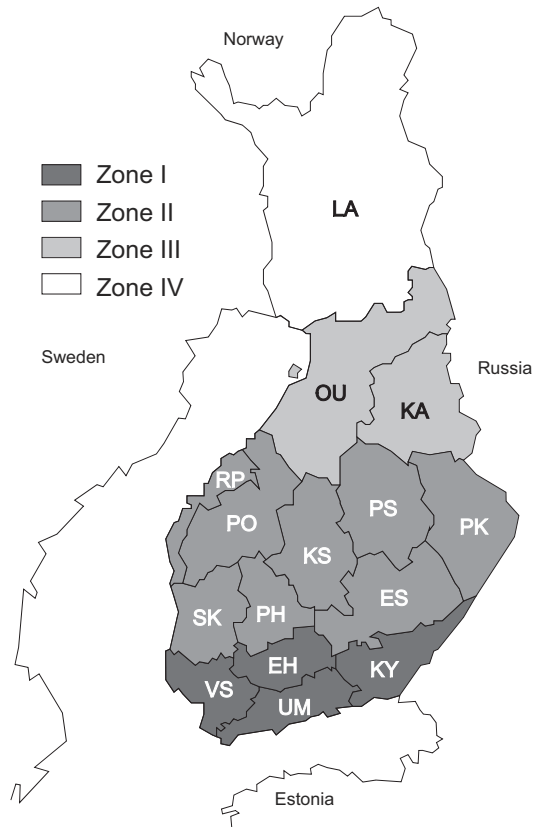 Norway
Zone I
Zone II
Zone III
Zone IV
LA
Sweden
Russia
OU
KA
RP
PO
PS
PK
KS
ES
SK
PH
EH
KY
VS
UM
Estonia